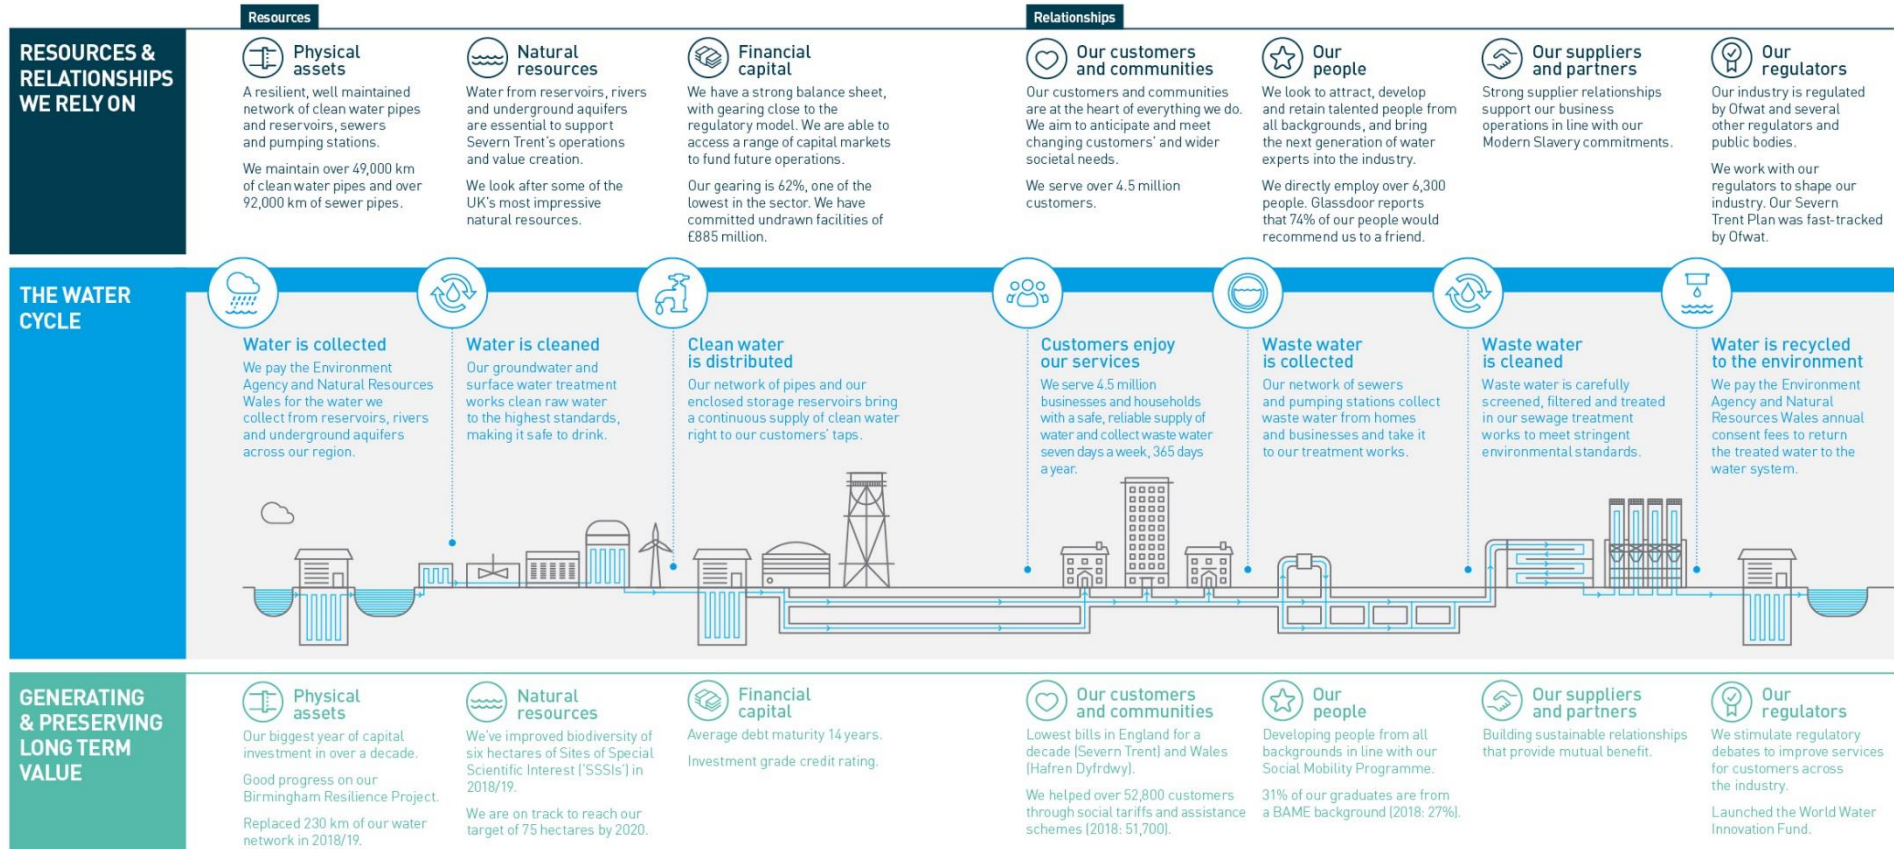 Resources
Relationships
RESOURCES &
RELATIONSHIPS
WE RELY ON
Physical
assets
A resilient, well maintained
network of clean water pipes
and reservoirs, sewers
and pumping stations.
We maintain over 49,000 km
of clean water pipes and over
92,000 km of sewer pipes.
Natural
resources
Water from reservoirs, rivers
and underground aquifers
are essential to support
Severn Trent's operations
and value creation.
We look after some of the
UK's most impressive
natural resources.
Financial
capital
We have a strong balance sheet,
with gearing close to the
regulatory model. We are able to
access a range of capital markets
to fund future operations.
Our gearing is 62%, one of the
lowest in the sector. We have
committed undrawn facilities of
£885 million.
Our customers
and communities
Our customers and communities
are at the heart of everything we do.
We aim to anticipate and meet
changing customers' and wider
societal needs.
We serve over 4.5 million
customers.
Our
people
We look to attract, develop
and retain talented people from
all backgrounds, and bring
the next generation of water
experts into the industry.
We directly employ over 6,300
people. Glassdoor reports
that 74% of our people would
recommend us to a friend.
Our suppliers
and partners
Strong supplier relationships
support our business
operations in line with our
Modern Slavery commitments.
Our
regulators
Our industry is regulated
by Ofwat and several
other regulators and
public bodies.
We work with our
regulators to shape our
industry. Our Severn
Trent Plan was fast-tracked
by Ofwat.
THE WATER
CYCLE
Water is collected
We pay the Environment
Agency and Natural Resources
Wales for the water we
collect from reservoirs, rivers
and underground aquifers
across our region.
Water is cleaned
Our groundwater and
surface water treatment
works clean raw water
to the highest standards,
making it safe to drink.
Clean water
is distributed
Our network of pipes and our
enclosed storage reservoirs bring
a continuous supply of clean water
right to our customers' taps.
Customers enjoy
our services
We serve 4.5 million
businesses and households
with a safe, reliable supply of
water and collect waste water
seven days a week, 365 days
a year.
Waste water
is collected
Our network of sewers
and pumping stations collect
waste water from homes
and businesses and take it
to our treatment works.
Waste water
is cleaned
Waste water is carefully
screened, filtered and treated
in our sewage treatment
works to meet stringent
environmental standards.
Water is recycled
to the environment
We pay the Environment
Agency and Natural
Resources Wales annual
consent fees to return
the treated water to the
water system.
GENERATING
& PRESERVING
LONG TERM
VALUE
Physical
assets
Our biggest year of capital
investment in over a decade.
Good progress on our
Birmingham Resilience Project.
Replaced 230 km of our water
network in 2018/19.
Natural
resources
We've improved biodiversity of
six hectares of Sites of Special
Scientific Interest ('SSSIs') in
2018/19.
We are on track to reach our
target of 75 hectares by 2020.
Financial
capital
Average debt maturity 14 years.
Investment grade credit rating.
Our customers
and communities
Lowest bills in England for a
decade (Severn Trent) and Wales
(Hafren Dyfrdwy).
We helped over 52,800 customers
through social tariffs and assistance
schemes (2018: 51,700).
Our
people
Developing people from all
backgrounds in line with our
Social Mobility Programme.
31% of our graduates are from
a BAME background (2018: 27%).
Our suppliers
and partners
Building sustainable relationships
that provide mutual benefit.
Our
regulators
We stimulate regulatory
debates to improve services
for customers across
the industry.
Launched the World Water
Innovation Fund.